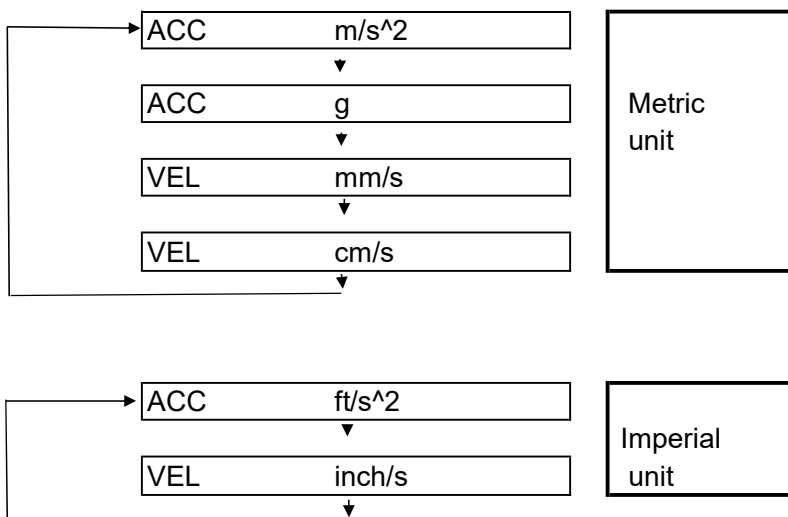 ACC m/s^2
ACC g
Metric
unit
VEL mm/s
VEL cm/s
ACC ft/s^2
Imperial
unit
VEL inch/s